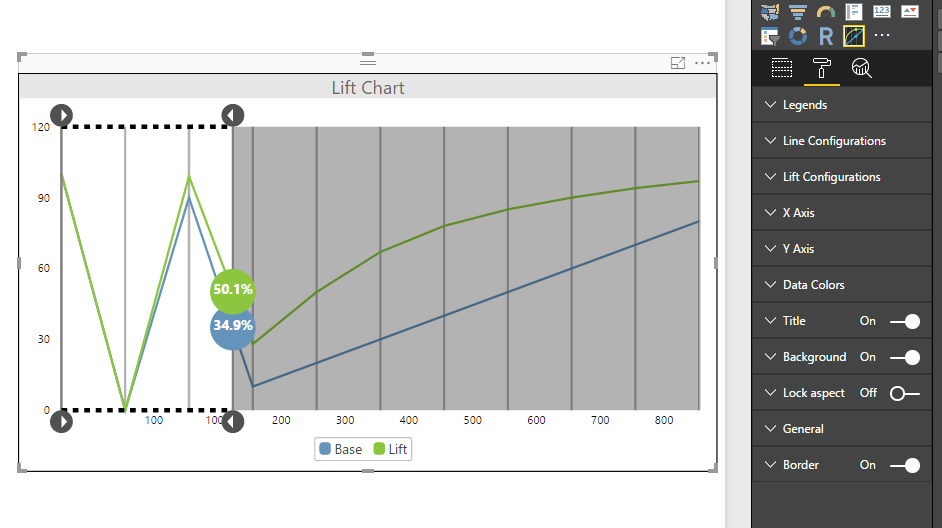 123
R
Lift Chart
120
90
60
30
0
50.1%
34.9%
100 100 200 300 400 500 600 700 800
Base Lift
Legends
Line Configurations
Lift Configurations
X Axis
Y Axis
Data Colors
Title On
Background On
Lock aspect Off
General
Border On